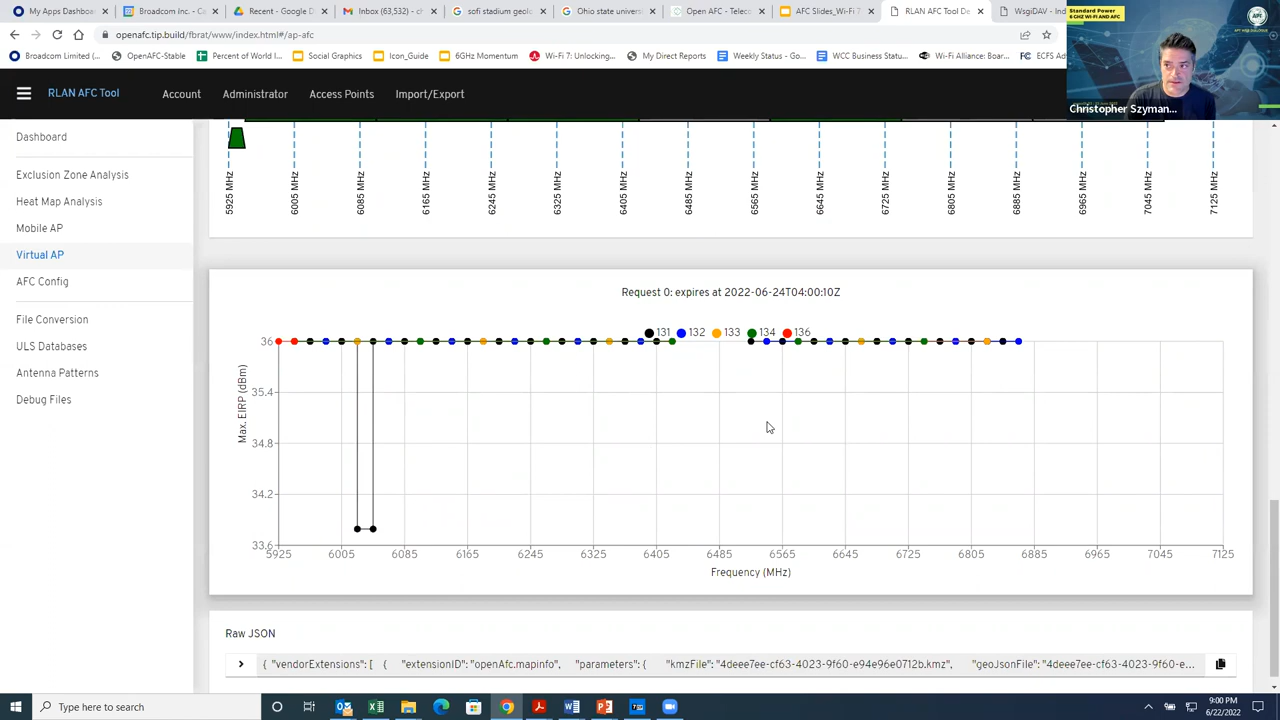 My Apps Dashboard
Broadcom Inc. - C
Recent - Google D
Inbox (63,532) - ch
stadium geolo
Ohio state univers
Open AFC - Teleco
AFC Slides_Wi-Fi 7
RLAN AFC Tool De
WsgiDAV - Ind
openafc.tip.build/fbrat/www/index.html#/ap-afc
Broadcom Limited (...
OpenAFC-Stable
Percent of World I...
Social Graphics
Icon_Guide
6GHz Momentum
Wi-Fi 7: Unlocking...
My Direct Reports
Weekly Status - Go...
WCC Business Statu...
Wi-Fi Alliance: Boar...
FC ECFS Adv
Standard Power
6 GHZ WI-FI AND AFC
Christopher Szyman...
RLAN AFC Tool
Account
Administrator
Access Points
Import/Export
Dashboard
Exclusion Zone Analysis
Heat Map Analysis
Mobile AP
Virtual AP
AFC Config
File Conversion
ULS Databases
Antenna Patterns
Debug Files
5925 MHz
6005 MHz
6085 MHz
6165 MHz
6245 MHz
6325 MHz
6405 MHz
6485 MHz
6565 MHz
6645 MHz
6725 MHz
6805 MHz
6885 MHz
6965 MHz
7045 MHz
7125 MHz
Request 0: expires at 2022-06-24T04:00:10Z
131 132 133 134 136
Max. EIRP (dBm)
36
35.4
34.8
34.2
33.6
5925 6005 6085 6165 6245 6325 6405 6485 6565 6645 6725 6805 6885 6965 7045 7125
Frequency (MHz)
Raw JSON
{ "vendorExtensions": [ { "extensionID": "openAfc.mapinfo", "parameters": { "kmzFile": "4deee7ee-cf63-4023-9f60-e94e96e0712b.kmz", "geoJsonFile": "4deee7ee-cf63-4023-9f60-e...
Type here to search
9:00 PM
6/22/2022